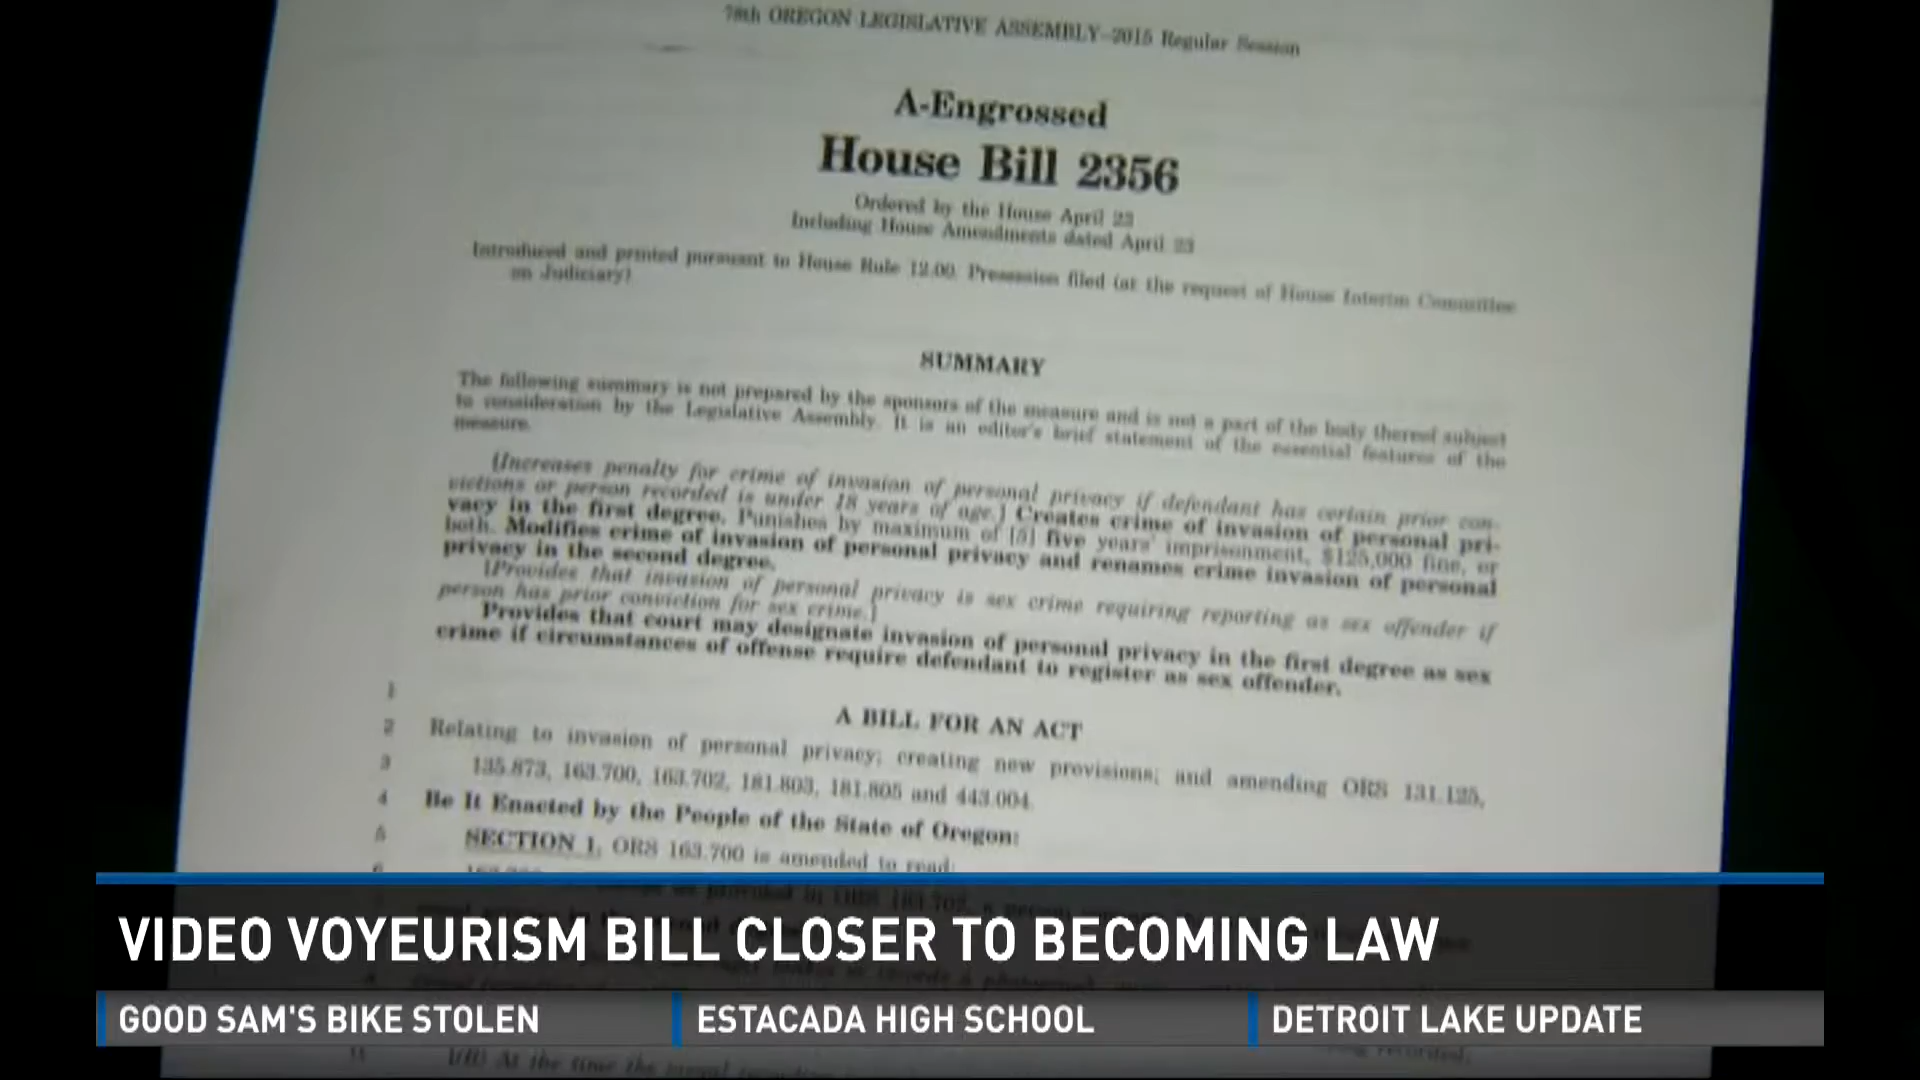 78th OREGON LEGISLATIVE ASSEMBLY--2015 Regular Session
A-Engrossed
House Bill 2356
Ordered by the House April 23
Including House Amendments dated April 23
Introduced and printed pursuant to House Rule 12.00. Presession filed (at the request of House Interim Committee
on Judiciary)
SUMMARY
The following summary is not prepared by the sponsors of the measure and is not a part of the body thereof subject
to consideration by the Legislative Assembly. It is an editor's brief statement of the essential features of the
measure.
[Increases penalty for crime of invasion of personal privacy if defendant has certain prior con-
victions or person recorded is under 18 years of age.] Creates crime of invasion of personal pri-
vacy in the first degree. Punishes by maximum of [5] five years' imprisonment, $125,000 fine, or
both. Modifies crime of invasion of personal privacy and renames crime invasion of personal
privacy in the second degree.
[Provides that invasion of personal privacy is sex crime requiring reporting as sex offender if
person has prior conviction for sex crime.]
Provides that court may designate invasion of personal privacy in the first degree as sex
crime if circumstances of offense require defendant to register as sex offender.
1
A BILL FOR AN ACT
2 Relating to invasion of personal privacy; creating new provisions; and amending ORS 131.125,
3 135.873, 163.700, 163.702, 181.803, 181.805 and 443.004.
4 Be It Enacted by the People of the State of Oregon:
5 SECTION 1. ORS 163.700 is amended to read:
6 as provided in ORS 163.702, a person
VIDEO VOYEURISM BILL CLOSER TO BECOMING LAW
GOOD SAM'S BIKE STOLEN
ESTACADA HIGH SCHOOL
DETROIT LAKE UPDATE
11 At the time the
recorded;